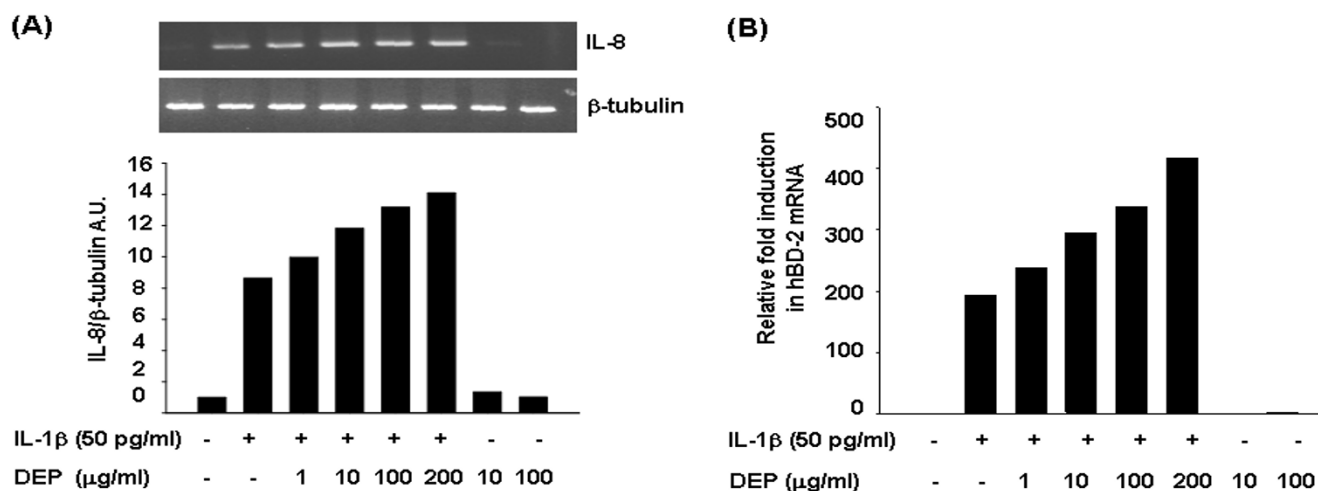 (A)
IL-8
β-tubulin
IL-8/β-tubulin A.U.
16
14
12
10
8
6
4
2
0
IL-1β (50 pg/ml) - + + + + + - -
DEP (μg/ml) - - 1 10 100 200 10 100
(B)
Relative fold induction
in hBD-2 mRNA
500
400
300
200
100
0
IL-1β (50 pg/ml) - + + + + + - -
DEP (μg/ml) - - 1 10 100 200 10 100